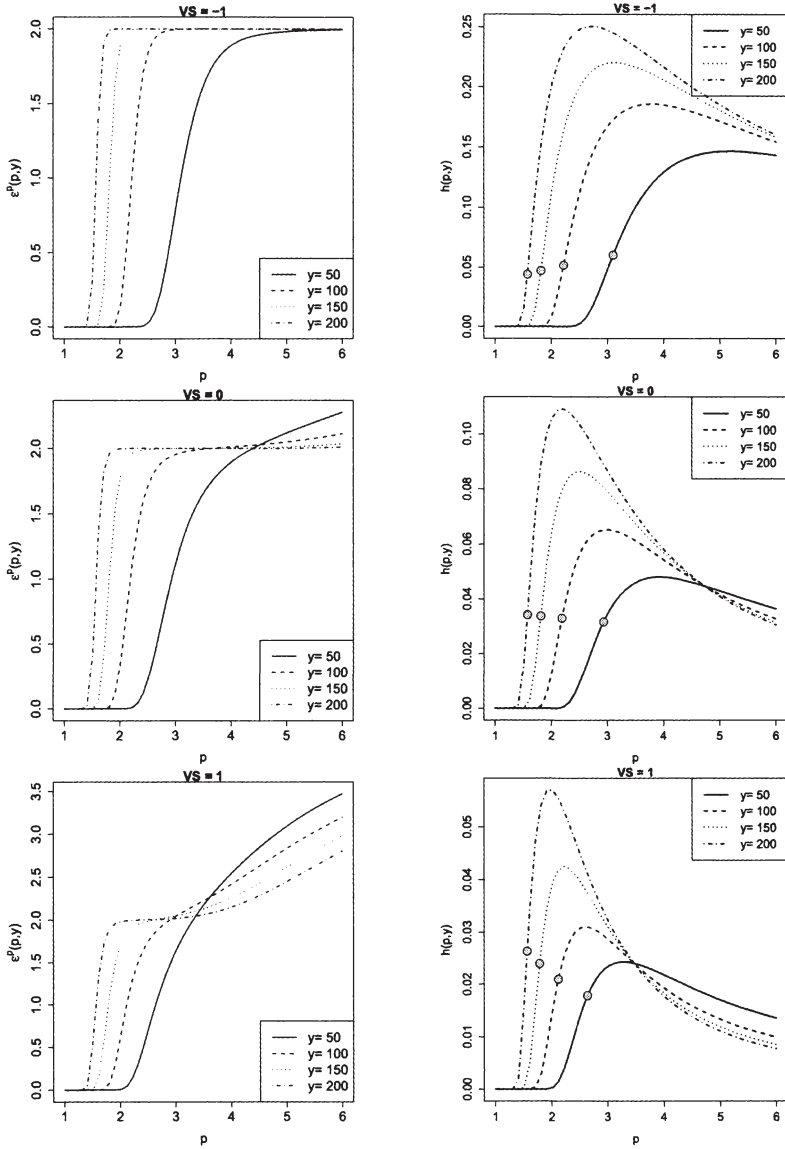 VS = −1
ε^p(p,y)
2.0
1.5
1.0
0.5
0.0
y= 50
y= 100
y= 150
y= 200
1 2 3 4 5 6
p
VS = −1
h(p,y)
0.25
0.20
0.15
0.10
0.05
0.00
y= 50
y= 100
y= 150
y= 200
1 2 3 4 5 6
p
VS = 0
ε^p(p,y)
2.0
1.5
1.0
0.5
0.0
y= 50
y= 100
y= 150
y= 200
1 2 3 4 5 6
p
VS = 0
h(p,y)
0.10
0.08
0.06
0.04
0.02
0.00
y= 50
y= 100
y= 150
y= 200
1 2 3 4 5 6
p
VS = 1
ε^p(p,y)
3.5
3.0
2.5
2.0
1.5
1.0
0.5
0.0
y= 50
y= 100
y= 150
y= 200
1 2 3 4 5 6
p
VS = 1
h(p,y)
0.05
0.04
0.03
0.02
0.01
0.00
y= 50
y= 100
y= 150
y= 200
1 2 3 4 5 6
p